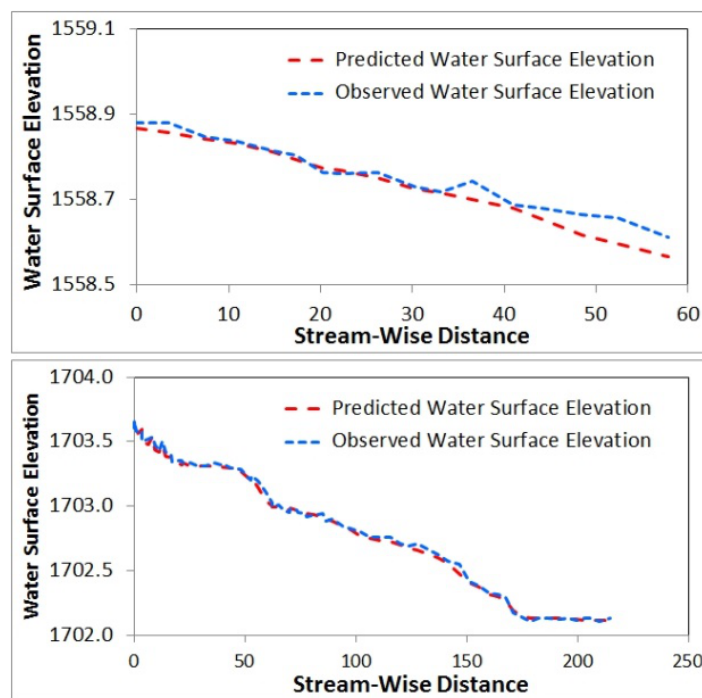 1559.1
Predicted Water Surface Elevation
Observed Water Surface Elevation
1558.9
1558.7
1558.5
Water Surface Elevation
0 10 20 30 40 50 60
Stream-Wise Distance
1704.0
Predicted Water Surface Elevation
Observed Water Surface Elevation
1703.5
1703.0
1702.5
1702.0
Water Surface Elevation
0 50 100 150 200 250
Stream-Wise Distance